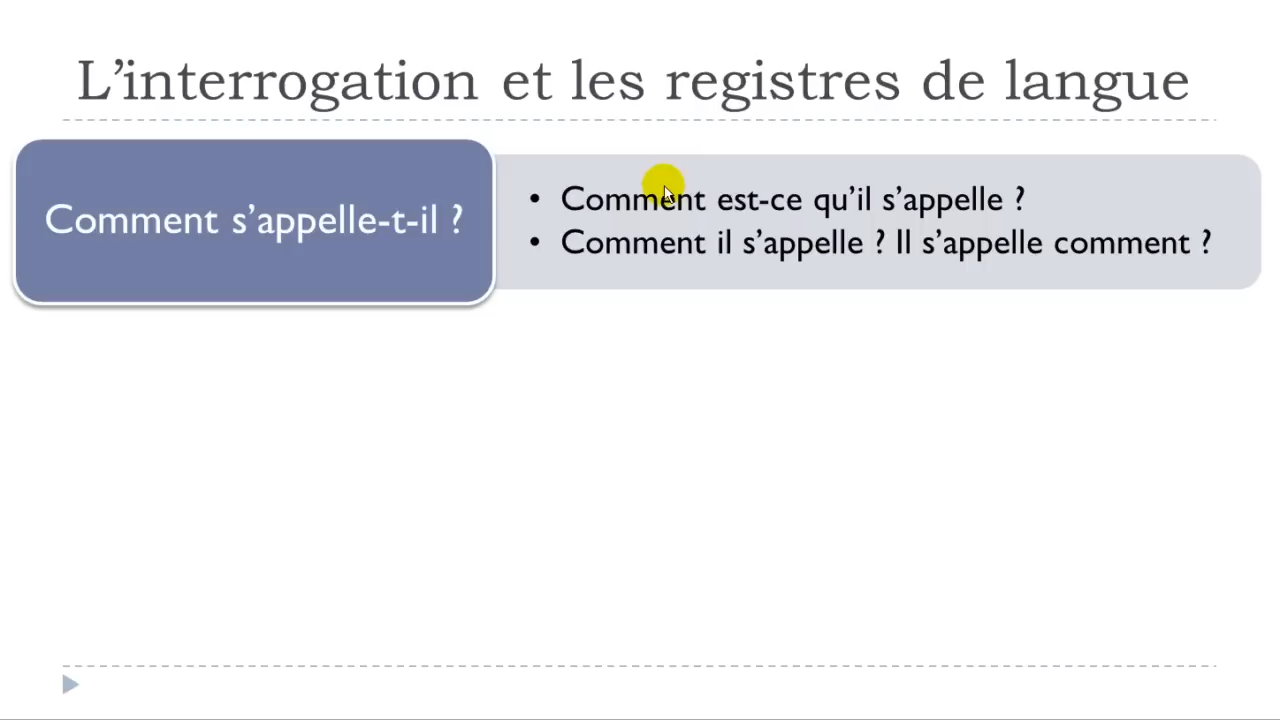 L’interrogation et les registres de langue
Comment s’appelle-t-il ?
• Comment est-ce qu’il s’appelle ?
• Comment il s’appelle ? Il s’appelle comment ?